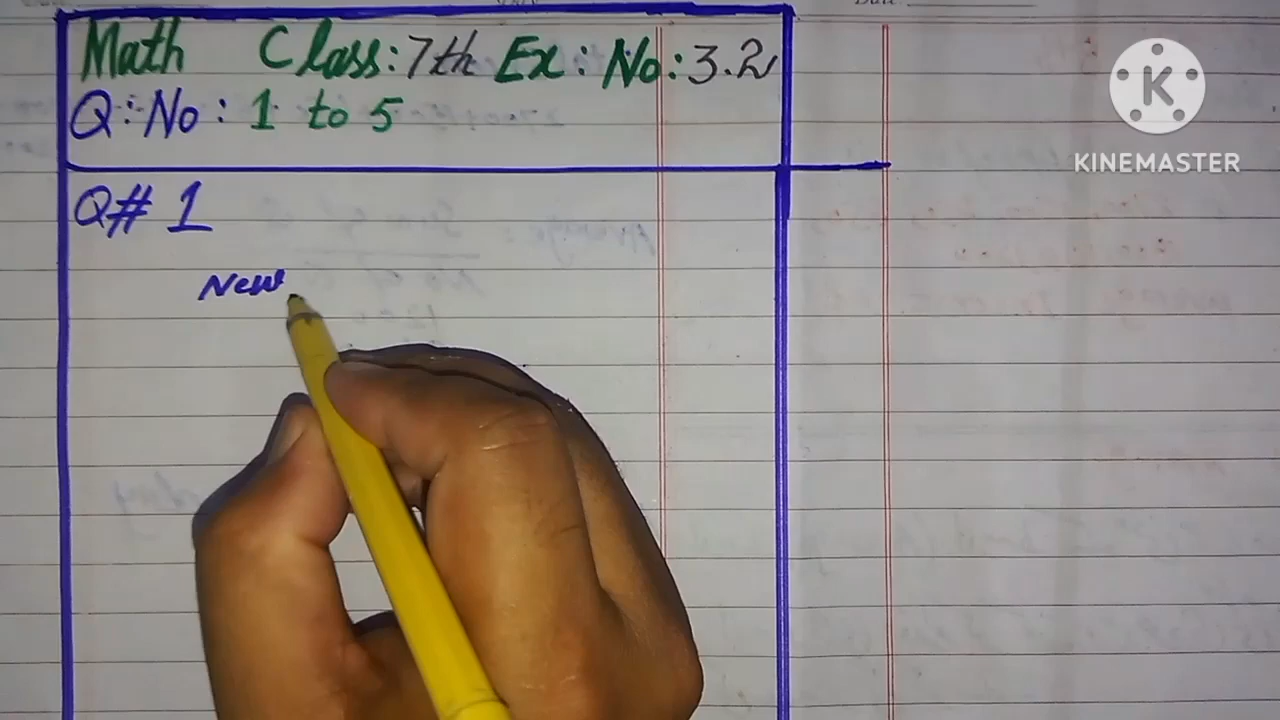 Math Class: 7th Ex: No: 3.2
Q: No: 1 to 5
Q# 1
New
K
KINEMASTER